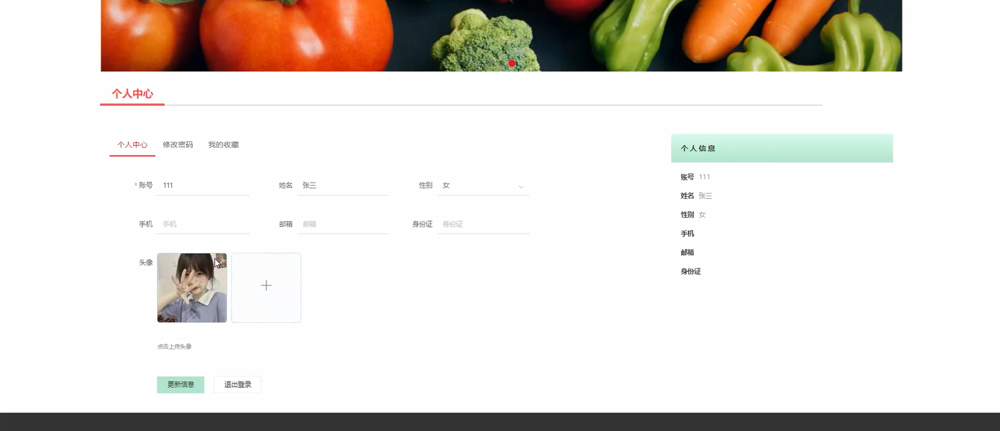 个人中心
个人中心 修改密码 我的收藏
* 账号 111 姓名 张三 性别 女
手机 手机 邮箱 邮箱 身份证 身份证
头像
点击上传头像
更新信息 退出登录
个人信息
账号 111
姓名 张三
性别 女
手机
邮箱
身份证